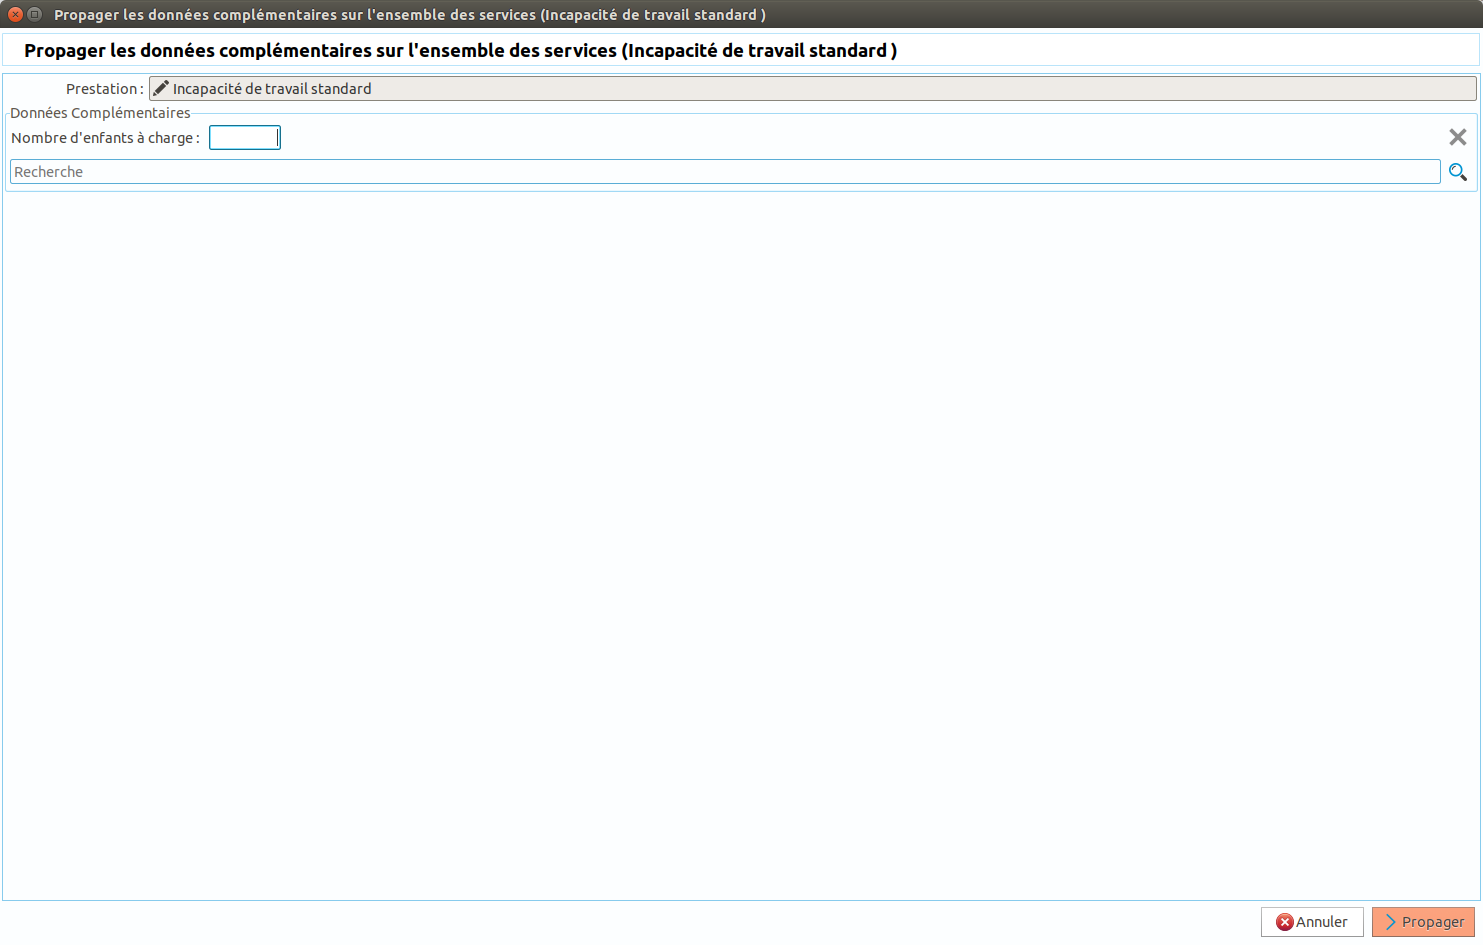 Propager les données complémentaires sur l'ensemble des services (Incapacité de travail standard )
Propager les données complémentaires sur l'ensemble des services (Incapacité de travail standard )
Prestation : Incapacité de travail standard
Données Complémentaires
Nombre d'enfants à charge :
Recherche
Annuler Propager